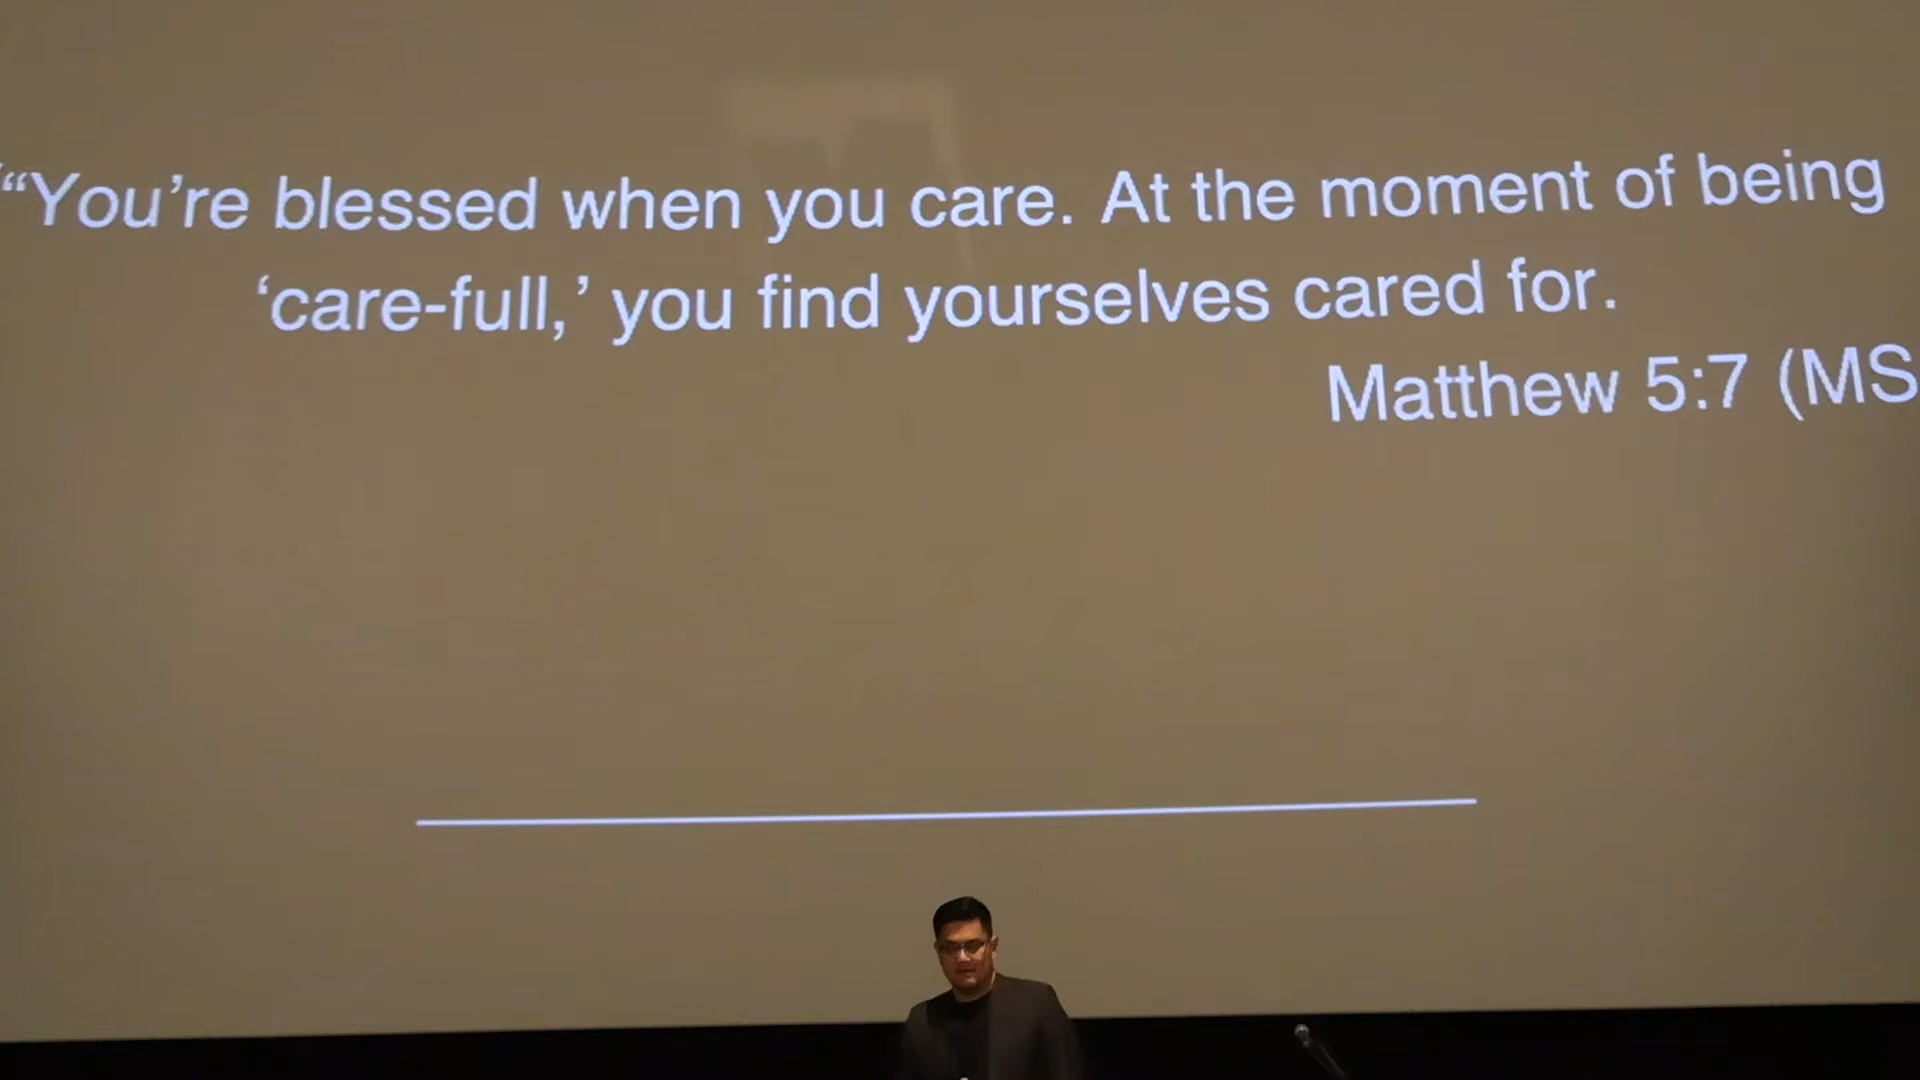 “You’re blessed when you care. At the moment of being
‘care-full,’ you find yourselves cared for.
Matthew 5:7 (MS